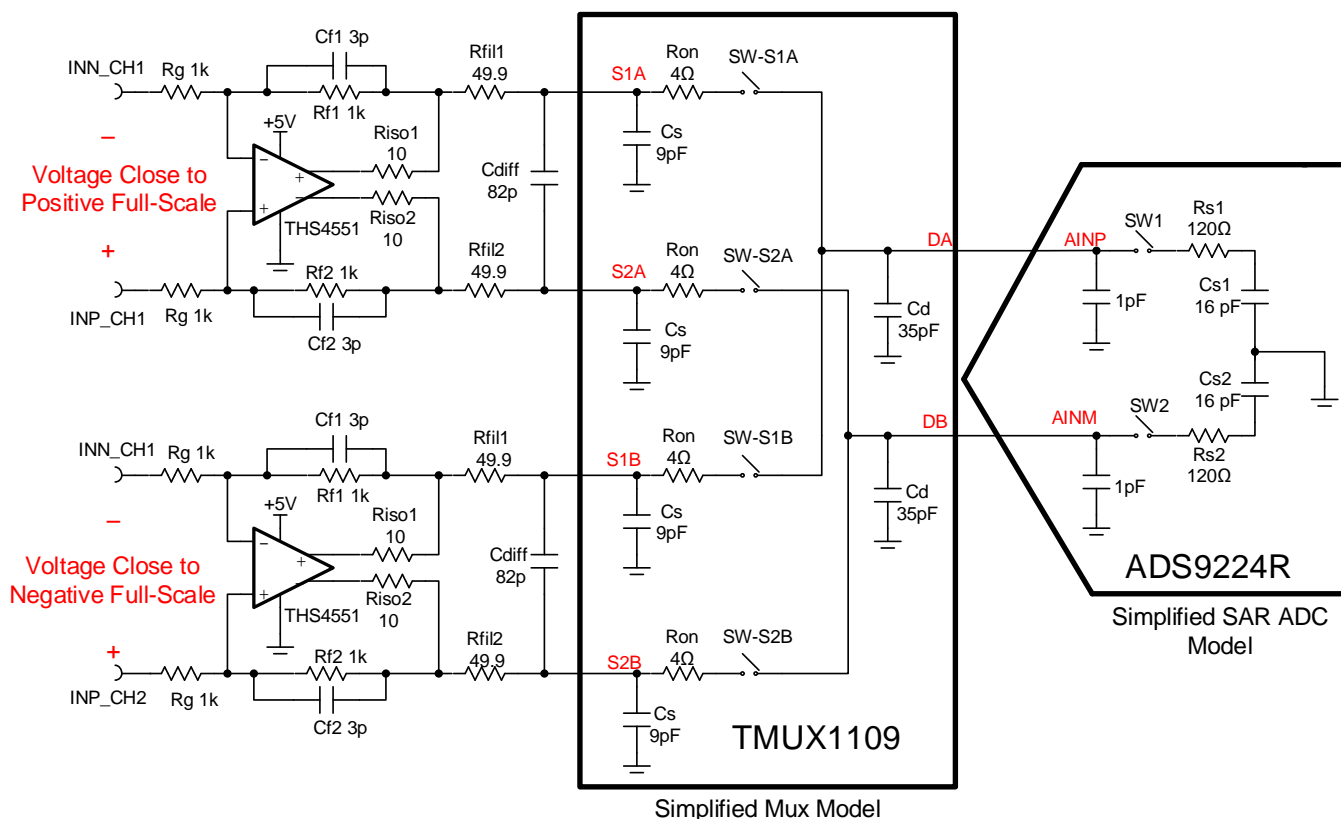 Cf1 3p
INN_CH1
Rg 1k
Rf1 1k
Rfil1
49.9
−
Voltage Close to
Positive Full-Scale
+
+5V
−
+
+
−
THS4551
Riso1
10
Riso2
10
Cdiff
82p
INP_CH1
Rg 1k
Rf2 1k
Cf2 3p
Rfil2
49.9
S1A
Ron
4Ω
SW-S1A
Cs
9pF
S2A
Ron
4Ω
SW-S2A
Cs
9pF
DA
AINP
SW1
Rs1
120Ω
Cs1
16 pF
1pF
Cd
35pF
Cs2
16 pF
DB
AINM
SW2
Rs2
120Ω
1pF
Cd
35pF
Cf1 3p
INN_CH1
Rg 1k
Rf1 1k
Rfil1
49.9
−
Voltage Close to
Negative Full-Scale
+
+5V
−
+
+
−
THS4551
Riso1
10
Riso2
10
Cdiff
82p
INP_CH2
Rg 1k
Rf2 1k
Cf2 3p
Rfil2
49.9
S1B
Ron
4Ω
SW-S1B
Cs
9pF
S2B
Ron
4Ω
SW-S2B
Cs
9pF
TMUX1109
Simplified Mux Model
ADS9224R
Simplified SAR ADC
Model